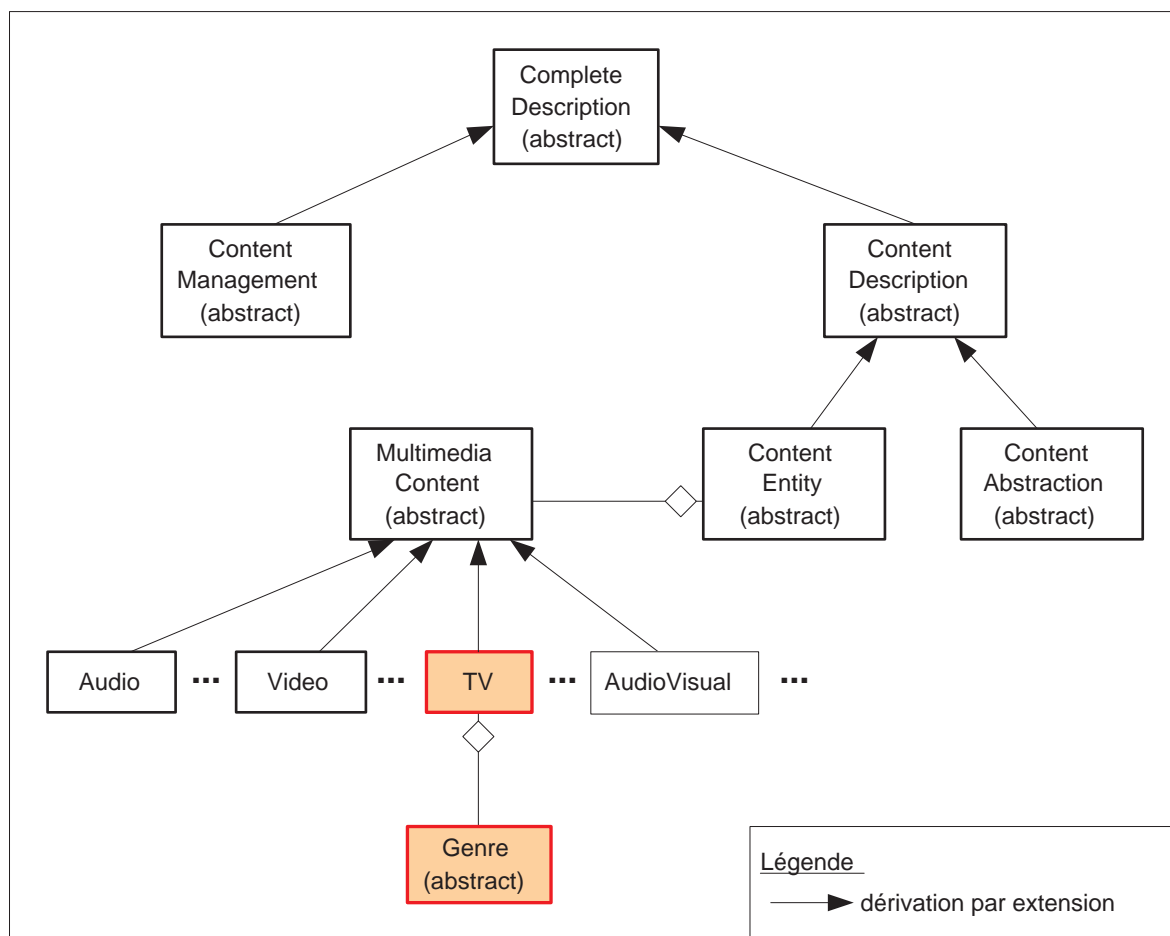 Complete
Description
(abstract)
Content
Management
(abstract)
Content
Description
(abstract)
Multimedia
Content
(abstract)
Content
Entity
(abstract)
Content
Abstraction
(abstract)
Audio
...
Video
...
TV
...
AudioVisual
...
Genre
(abstract)
Légende
dérivation par extension